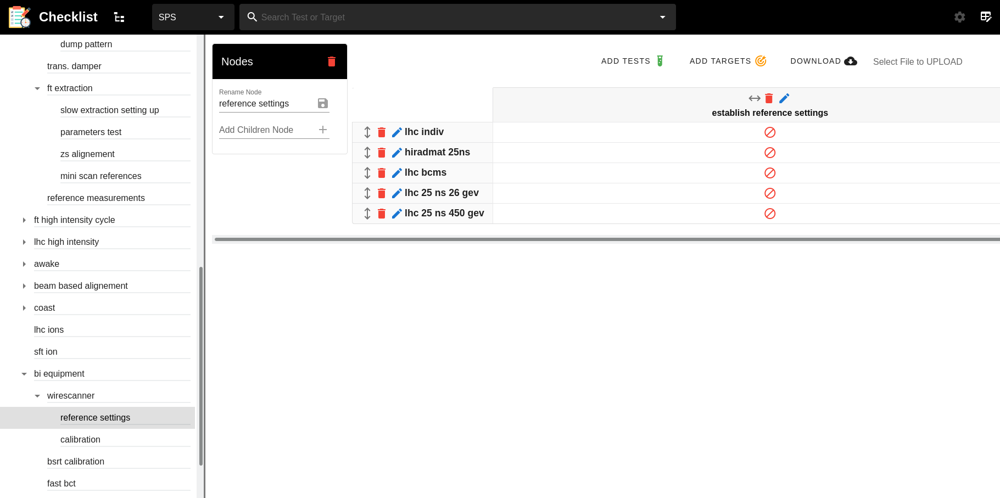 Checklist
SPS
Search Test or Target
dump pattern
trans. damper
ft extraction
slow extraction setting up
parameters test
zs alignement
mini scan references
reference measurements
ft high intensity cycle
lhc high intensity
awake
beam based alignement
coast
lhc ions
sft ion
bi equipment
wirescanner
reference settings
calibration
bsrt calibration
fast bct
Nodes
Rename Node
reference settings
Add Children Node
ADD TESTS
ADD TARGETS
DOWNLOAD
Select File to UPLOAD
establish reference settings
lhc indiv
hiradmat 25ns
lhc bcms
lhc 25 ns 26 gev
lhc 25 ns 450 gev